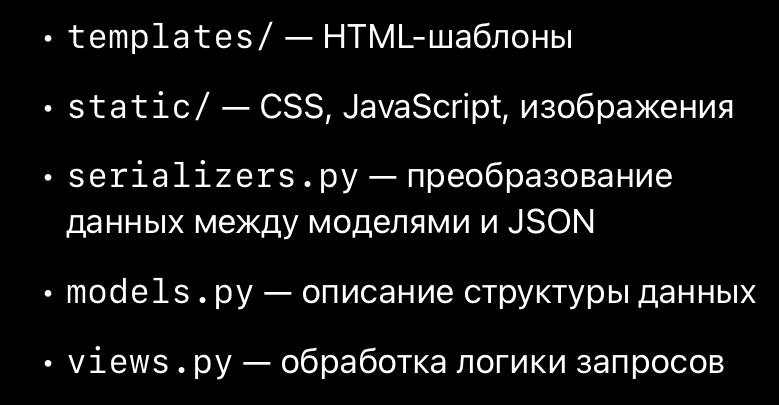 • templates/ — HTML-шаблоны
• static/ — CSS, JavaScript, изображения
• serializers.py — преобразование
данных между моделями и JSON
• models.py — описание структуры данных
• views.py — обработка логики запросов